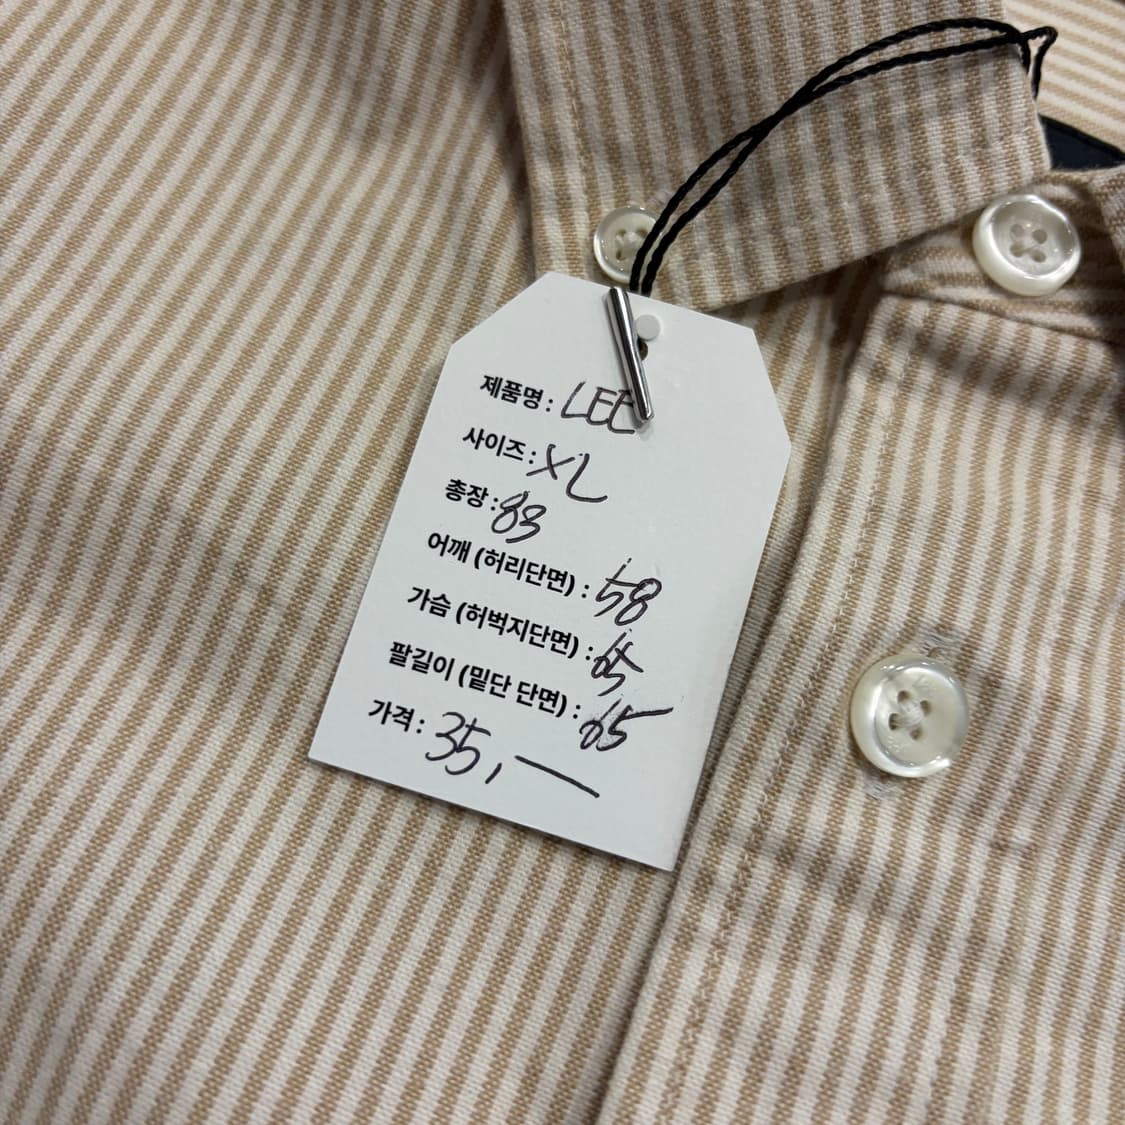 제품명 : LEE
사이즈 : XL
총장 : 83
어깨 (허리단면) : 58
가슴 (허벅지단면) : 65
팔길이 (밑단 단면) : 65
가격 : 35,—